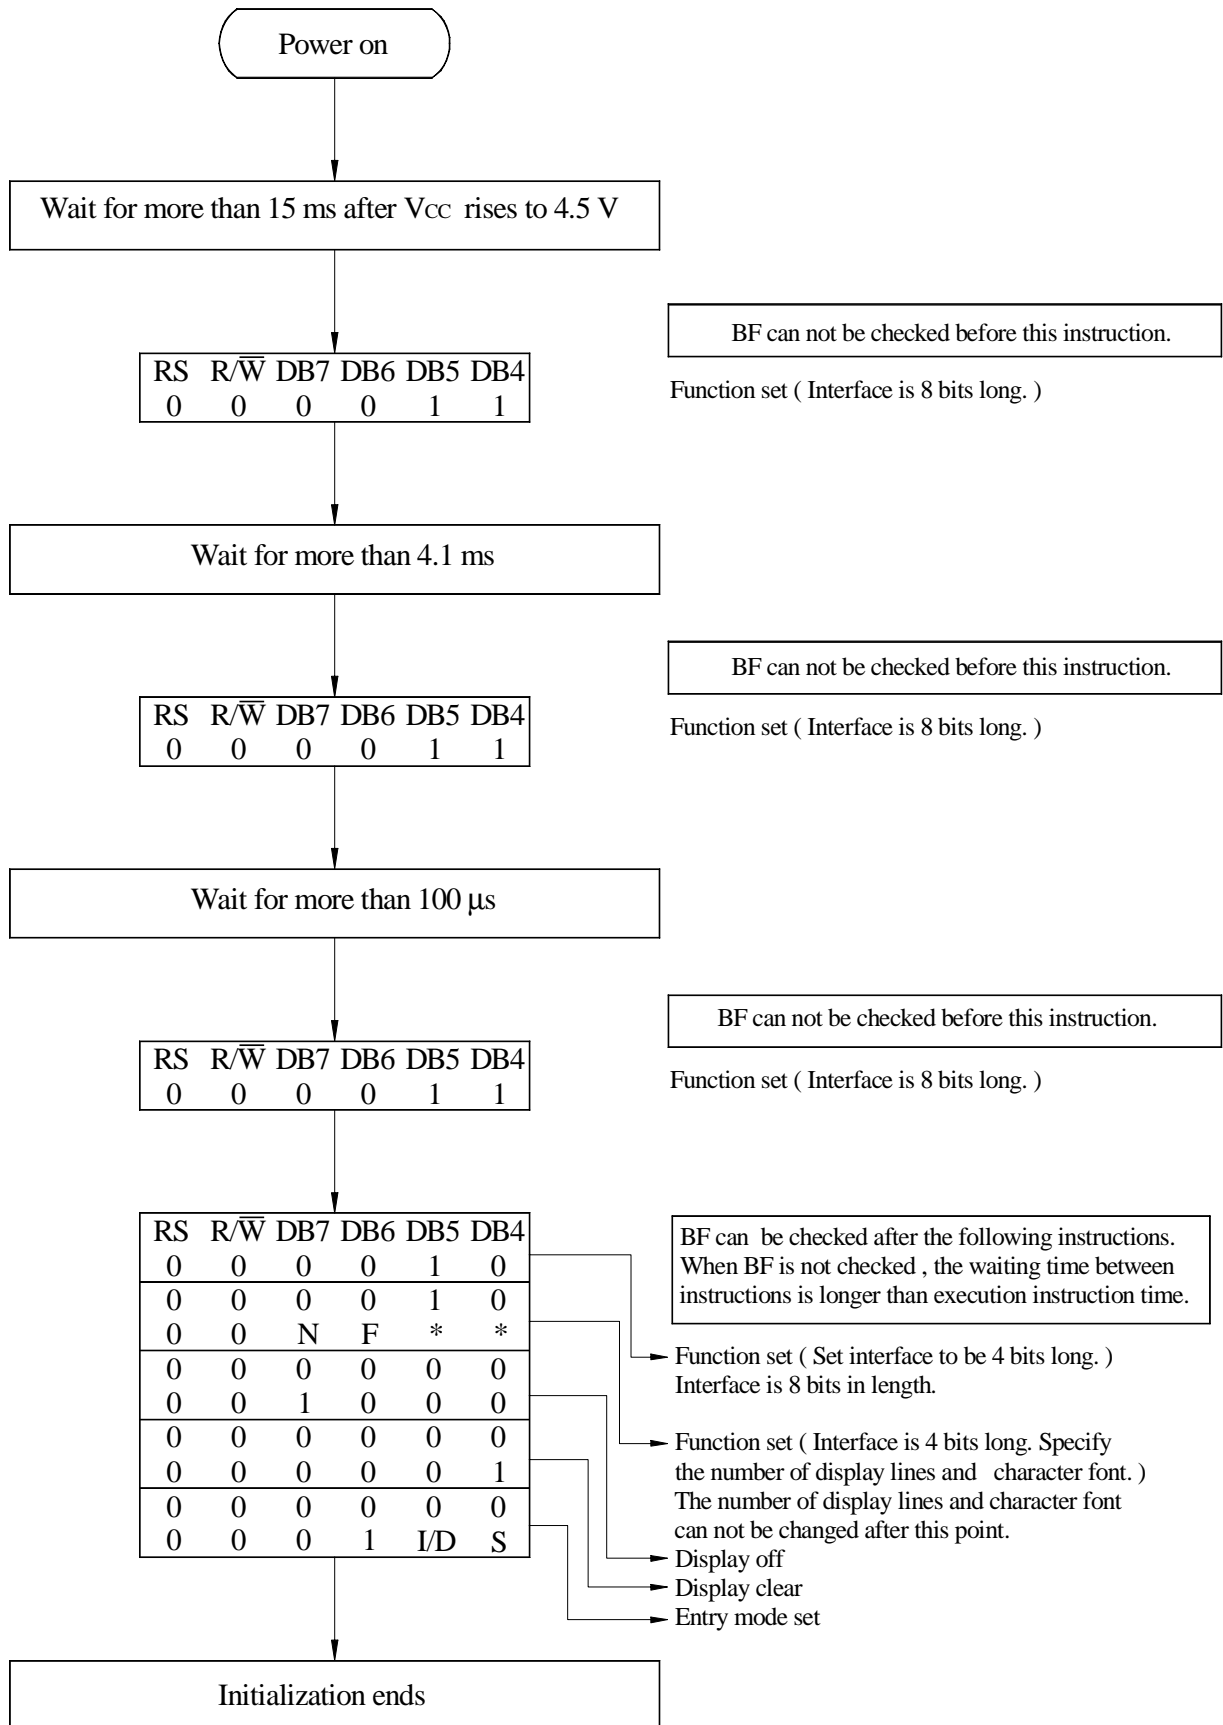 Power on
Wait for more than 15 ms after VCC rises to 4.5 V
BF can not be checked before this instruction.
RS R/W̅ DB7 DB6 DB5 DB4
0 0 0 0 1 1
Function set ( Interface is 8 bits long. )
Wait for more than 4.1 ms
BF can not be checked before this instruction.
RS R/W̅ DB7 DB6 DB5 DB4
0 0 0 0 1 1
Function set ( Interface is 8 bits long. )
Wait for more than 100 μs
BF can not be checked before this instruction.
RS R/W̅ DB7 DB6 DB5 DB4
0 0 0 0 1 1
Function set ( Interface is 8 bits long. )
RS R/W̅ DB7 DB6 DB5 DB4
0 0 0 0 1 0
0 0 0 0 1 0
0 0 N F * *
0 0 0 0 0 0
0 0 1 0 0 0
0 0 0 0 0 0
0 0 0 0 0 1
0 0 0 0 0 0
0 0 0 1 I/D S
BF can be checked after the following instructions.
When BF is not checked , the waiting time between
instructions is longer than execution instruction time.
Function set ( Set interface to be 4 bits long. )
Interface is 8 bits in length.
Function set ( Interface is 4 bits long. Specify
the number of display lines and character font. )
The number of display lines and character font
can not be changed after this point.
Display off
Display clear
Entry mode set
Initialization ends